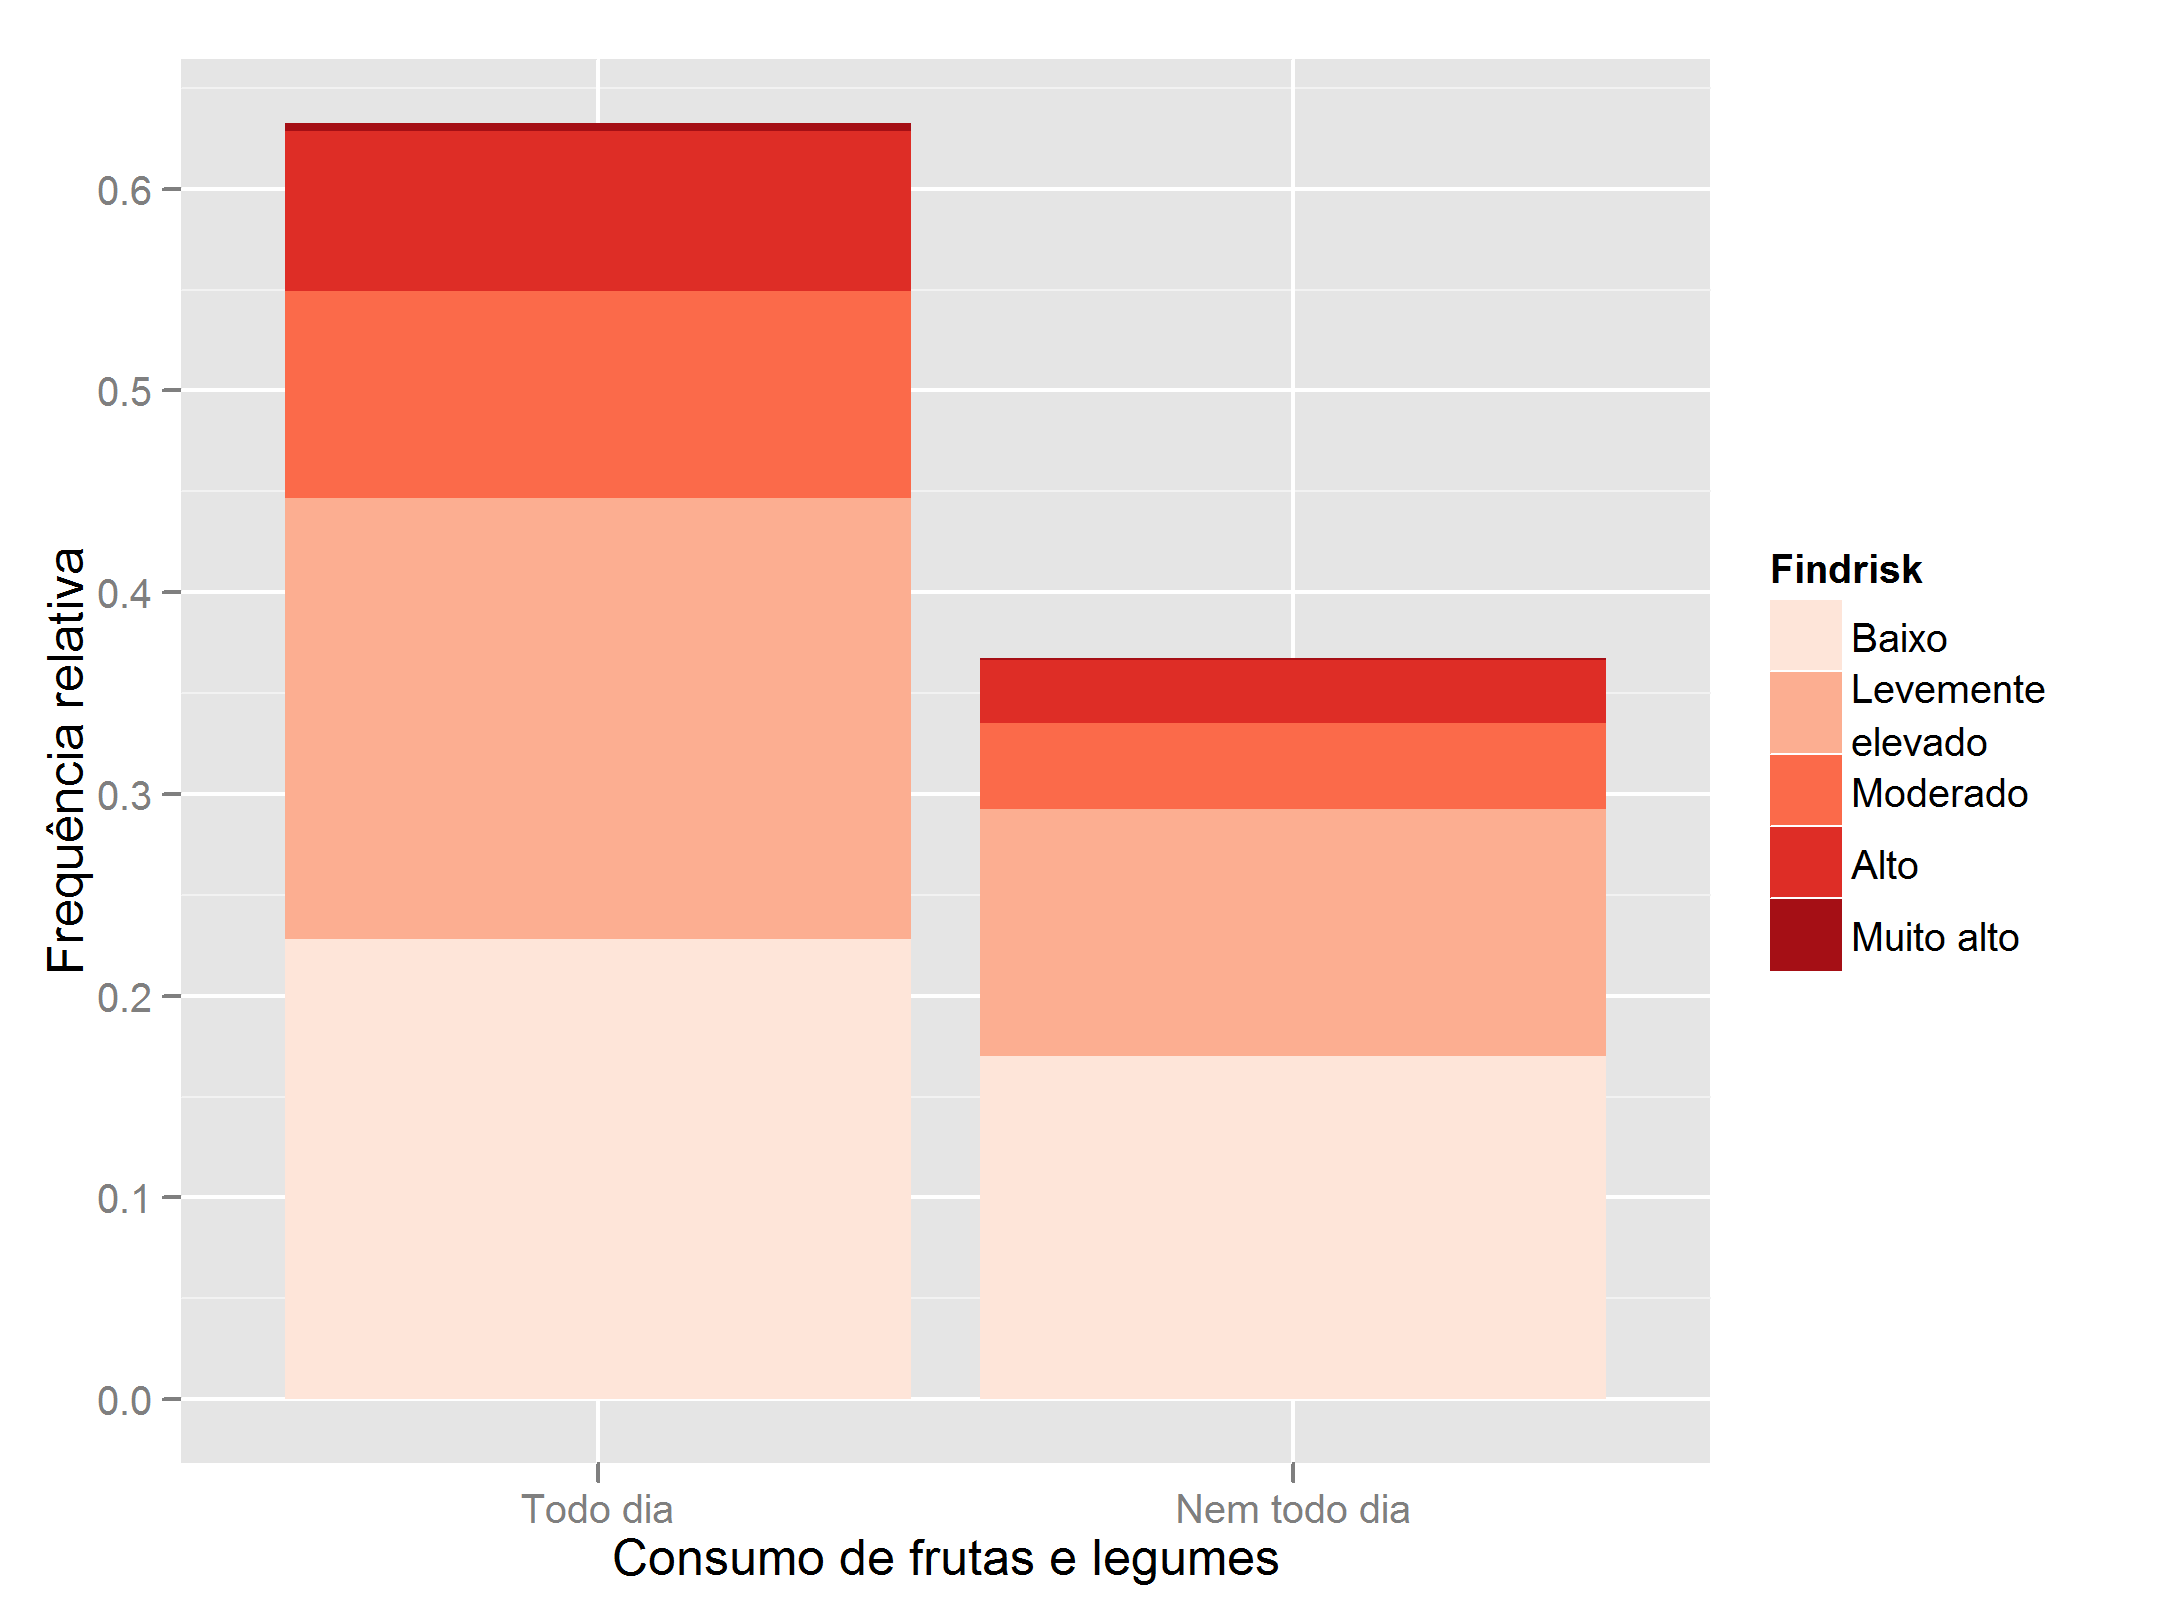 Frequência relativa
0.6
0.5
0.4
0.3
0.2
0.1
0.0
Todo dia
Nem todo dia
Consumo de frutas e legumes
Findrisk
Baixo
Levemente
elevado
Moderado
Alto
Muito alto